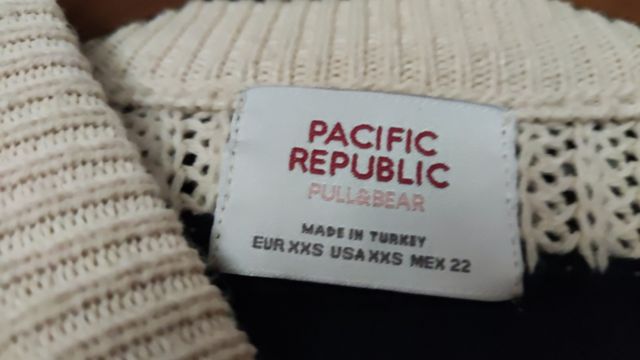 PACIFIC
REPUBLIC
PULL&BEAR
MADE IN TURKEY
EUR XXS USA XXS MEX 22